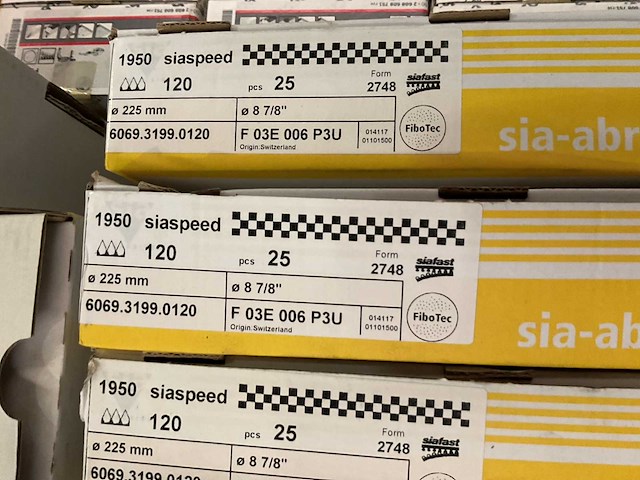 1950 siaspeed
120 pcs 25 Form 2748 siafast
ø 225 mm ø 8 7/8"
6069.3199.0120 F 03E 006 P3U 014117 01101500 FiboTec
Origin:Switzerland
sia-abr
1950 siaspeed
120 pcs 25 Form 2748 siafast
ø 225 mm ø 8 7/8"
6069.3199.0120 F 03E 006 P3U 014117 01101500 FiboTec
Origin:Switzerland
sia-ab
1950 siaspeed
120 pcs 25 Form 2748 siafast
ø 225 mm ø 8 7/8"
6069.3199.0120